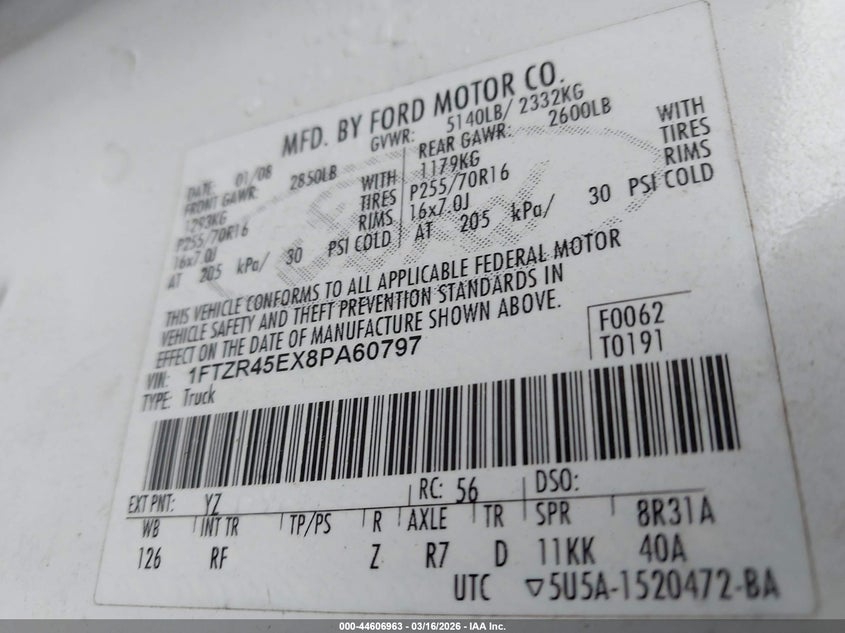 MFD. BY FORD MOTOR CO.
DATE: 01/08 GVWR: 5140LB/ 2332KG
FRONT GAWR: 2850LB REAR GAWR: 2600LB
1293KG WITH 1179KG WITH
P255/70R16 TIRES P255/70R16 TIRES
16x7.0J RIMS 16x7.0J RIMS
AT 205 kPa/ 30 PSI COLD AT 205 kPa/ 30 PSI COLD
THIS VEHICLE CONFORMS TO ALL APPLICABLE FEDERAL MOTOR
VEHICLE SAFETY AND THEFT PREVENTION STANDARDS IN
EFFECT ON THE DATE OF MANUFACTURE SHOWN ABOVE.
VIN: 1FTZR45EX8PA60797 F0062
TYPE: Truck T0191
EXT PNT: YZ RC: 56 DSO:
WB INT TR TP/PS R AXLE TR SPR 8R31A
126 RF Z R7 D 11KK 40A
UTC ▽5U5A-1520472-BA
000-44606963 - 03/16/2026 - IAA Inc.